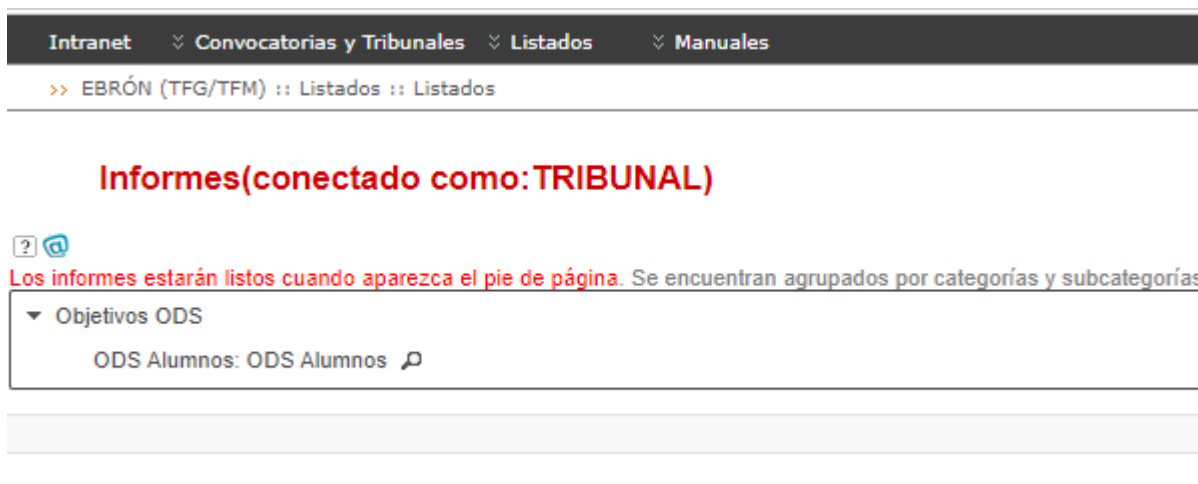 Intranet Convocatorias y Tribunales Listados Manuales
>> EBRÓN (TFG/TFM) :: Listados :: Listados
Informes(conectado como:TRIBUNAL)
?@
Los informes estarán listos cuando aparezca el pie de página. Se encuentran agrupados por categorías y subcategorías
Objetivos ODS
ODS Alumnos: ODS Alumnos